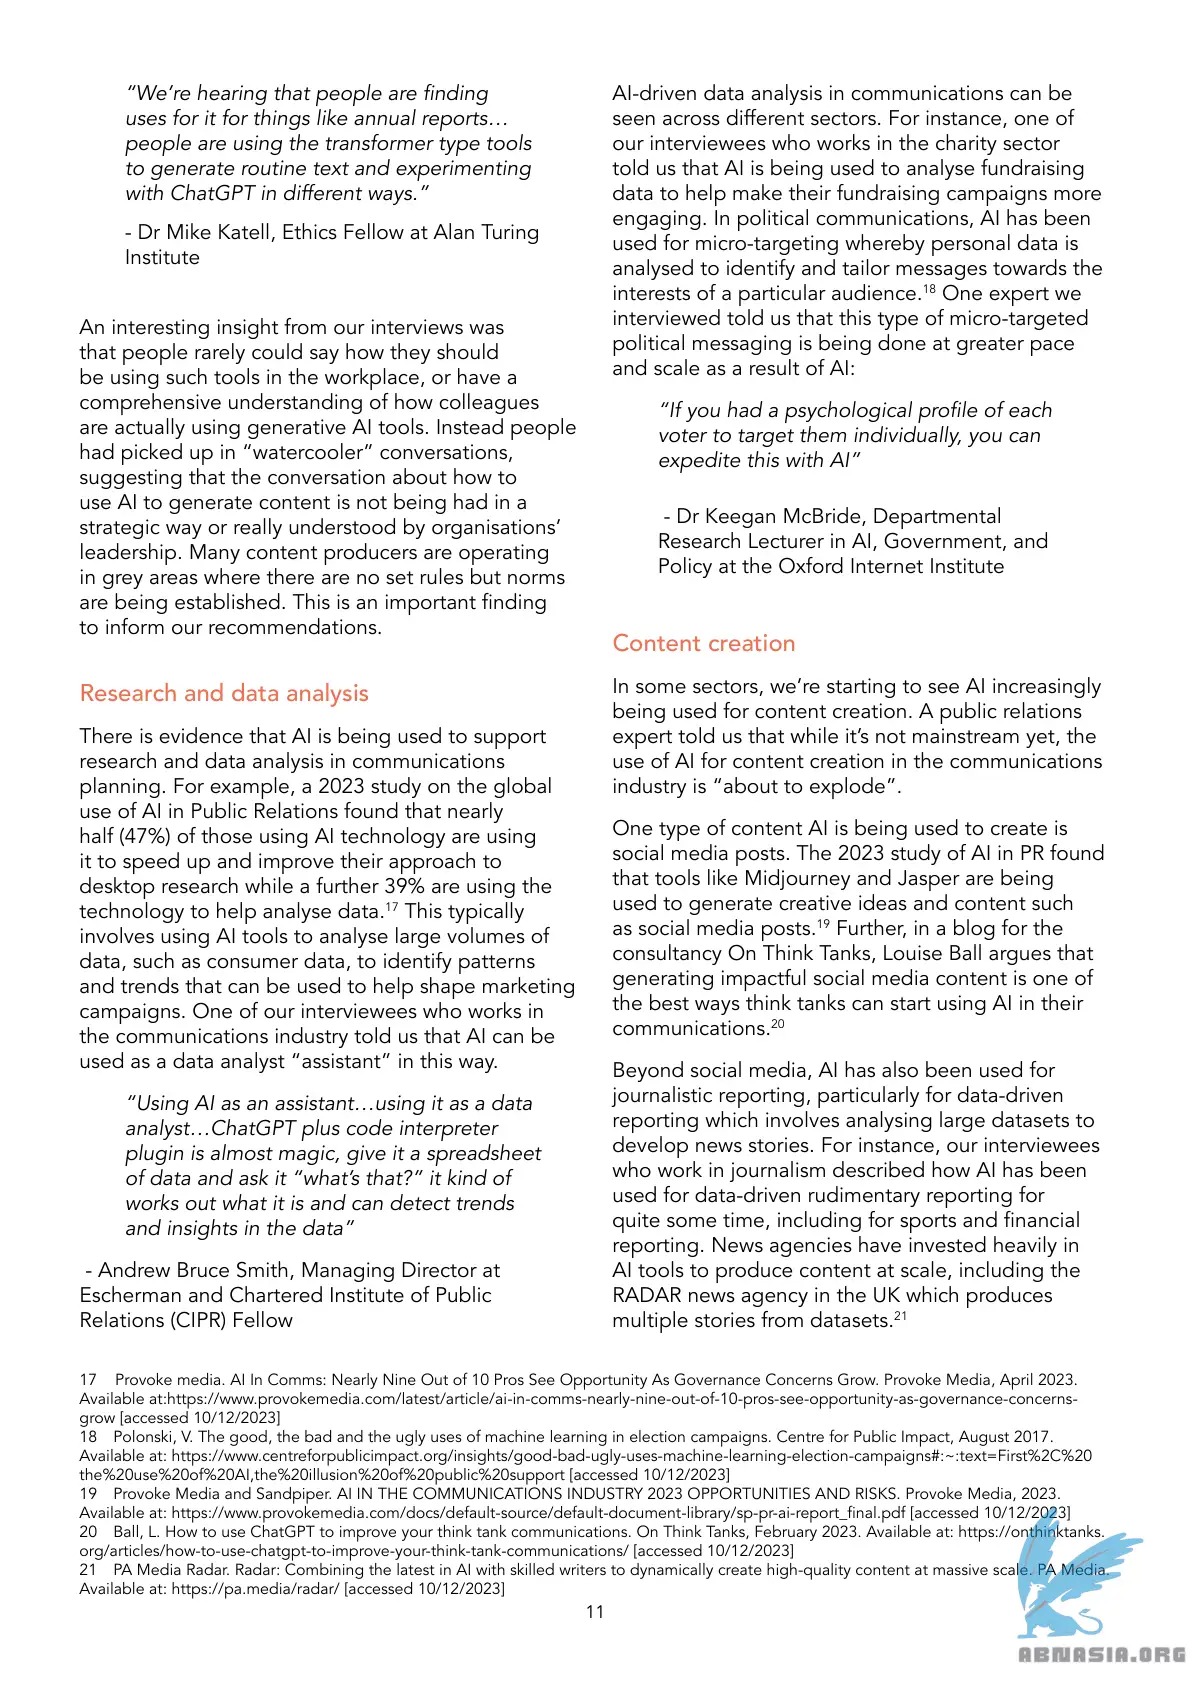 “We’re hearing that people are finding
uses for it for things like annual reports…
people are using the transformer type tools
to generate routine text and experimenting
with ChatGPT in different ways.”
- Dr Mike Katell, Ethics Fellow at Alan Turing
Institute
An interesting insight from our interviews was
that people rarely could say how they should
be using such tools in the workplace, or have a
comprehensive understanding of how colleagues
are actually using generative AI tools. Instead people
had picked up in “watercooler” conversations,
suggesting that the conversation about how to
use AI to generate content is not being had in a
strategic way or really understood by organisations’
leadership. Many content producers are operating
in grey areas where there are no set rules but norms
are being established. This is an important finding
to inform our recommendations.
Research and data analysis
There is evidence that AI is being used to support
research and data analysis in communications
planning. For example, a 2023 study on the global
use of AI in Public Relations found that nearly
half (47%) of those using AI technology are using
it to speed up and improve their approach to
desktop research while a further 39% are using the
technology to help analyse data.17 This typically
involves using AI tools to analyse large volumes of
data, such as consumer data, to identify patterns
and trends that can be used to help shape marketing
campaigns. One of our interviewees who works in
the communications industry told us that AI can be
used as a data analyst “assistant” in this way.
“Using AI as an assistant…using it as a data
analyst…ChatGPT plus code interpreter
plugin is almost magic, give it a spreadsheet
of data and ask it “what’s that?” it kind of
works out what it is and can detect trends
and insights in the data”
- Andrew Bruce Smith, Managing Director at
Escherman and Chartered Institute of Public
Relations (CIPR) Fellow
AI-driven data analysis in communications can be
seen across different sectors. For instance, one of
our interviewees who works in the charity sector
told us that AI is being used to analyse fundraising
data to help make their fundraising campaigns more
engaging. In political communications, AI has been
used for micro-targeting whereby personal data is
analysed to identify and tailor messages towards the
interests of a particular audience.18 One expert we
interviewed told us that this type of micro-targeted
political messaging is being done at greater pace
and scale as a result of AI:
“If you had a psychological profile of each
voter to target them individually, you can
expedite this with AI”
- Dr Keegan McBride, Departmental
Research Lecturer in AI, Government, and
Policy at the Oxford Internet Institute
Content creation
In some sectors, we’re starting to see AI increasingly
being used for content creation. A public relations
expert told us that while it’s not mainstream yet, the
use of AI for content creation in the communications
industry is “about to explode”.
One type of content AI is being used to create is
social media posts. The 2023 study of AI in PR found
that tools like Midjourney and Jasper are being
used to generate creative ideas and content such
as social media posts.19 Further, in a blog for the
consultancy On Think Tanks, Louise Ball argues that
generating impactful social media content is one of
the best ways think tanks can start using AI in their
communications.20
Beyond social media, AI has also been used for
journalistic reporting, particularly for data-driven
reporting which involves analysing large datasets to
develop news stories. For instance, our interviewees
who work in journalism described how AI has been
used for data-driven rudimentary reporting for
quite some time, including for sports and financial
reporting. News agencies have invested heavily in
AI tools to produce content at scale, including the
RADAR news agency in the UK which produces
multiple stories from datasets.21
17 Provoke media. AI In Comms: Nearly Nine Out of 10 Pros See Opportunity As Governance Concerns Grow. Provoke Media, April 2023.
Available at:https://www.provokemedia.com/latest/article/ai-in-comms-nearly-nine-out-of-10-pros-see-opportunity-as-governance-concerns-
grow [accessed 10/12/2023]
18 Polonski, V. The good, the bad and the ugly uses of machine learning in election campaigns. Centre for Public Impact, August 2017.
Available at: https://www.centreforpublicimpact.org/insights/good-bad-ugly-uses-machine-learning-election-campaigns#:~:text=First%2C%20
the%20use%20of%20AI,the%20illusion%20of%20public%20support [accessed 10/12/2023]
19 Provoke Media and Sandpiper. AI IN THE COMMUNICATIONS INDUSTRY 2023 OPPORTUNITIES AND RISKS. Provoke Media, 2023.
Available at: https://www.provokemedia.com/docs/default-source/default-document-library/sp-pr-ai-report_final.pdf [accessed 10/12/2023]
20 Ball, L. How to use ChatGPT to improve your think tank communications. On Think Tanks, February 2023. Available at: https://onthinktanks.
org/articles/how-to-use-chatgpt-to-improve-your-think-tank-communications/ [accessed 10/12/2023]
21 PA Media Radar. Radar: Combining the latest in AI with skilled writers to dynamically create high-quality content at massive scale. PA Media.
Available at: https://pa.media/radar/ [accessed 10/12/2023]
11
ABNASIA.ORG